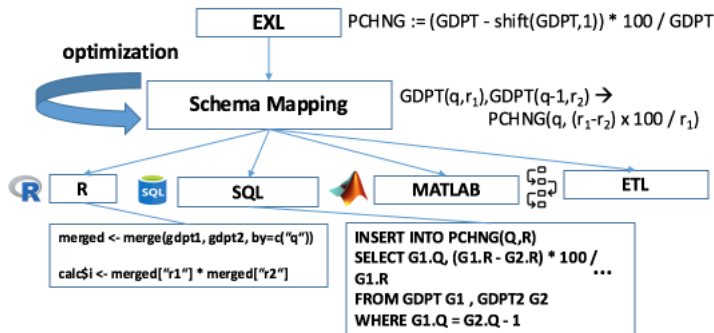 EXL
PCHNG := (GDPT - shift(GDPT,1)) * 100 / GDPT
optimization
Schema Mapping
GDPT(q,r₁),GDPT(q-1,r₂) →
PCHNG(q, (r₁-r₂) x 100 / r₁)
R
R
SQL
SQL
MATLAB
ETL
merged <- merge(gdpt1, gdpt2, by=c("q"))
calc$i <- merged["r1"] * merged["r2"]
INSERT INTO PCHNG(Q,R)
SELECT G1.Q, (G1.R - G2.R) * 100 /
G1.R
...
FROM GDPT G1 , GDPT2 G2
WHERE G1.Q = G2.Q - 1